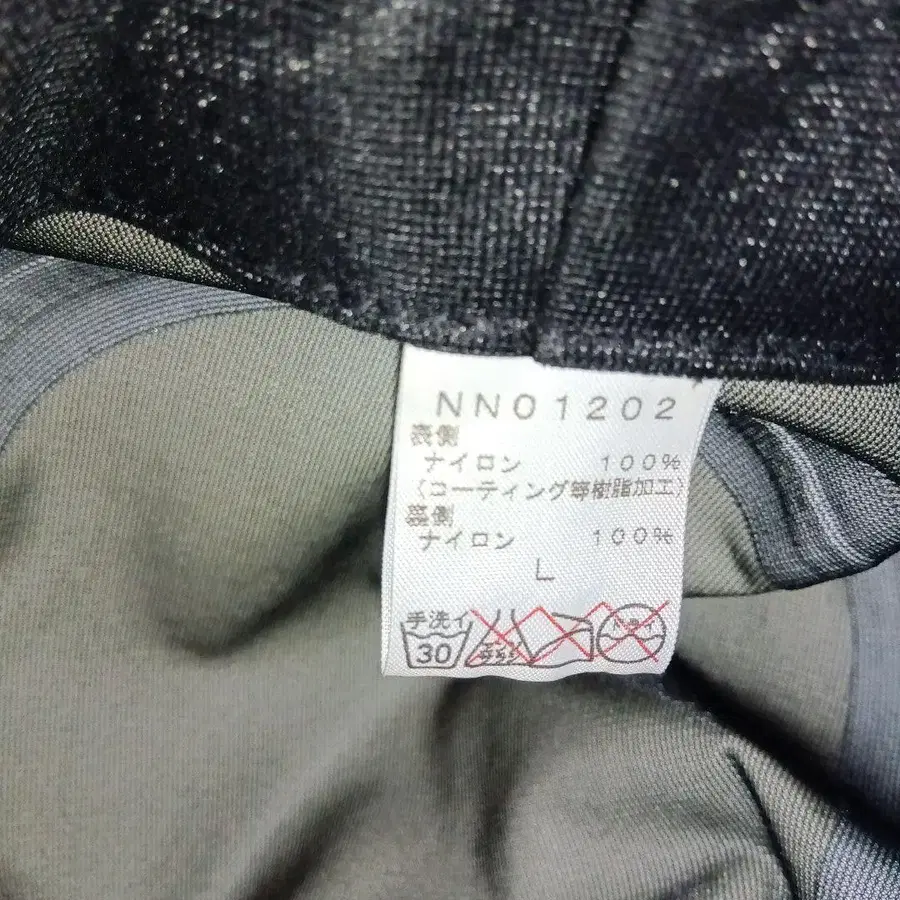 NN01202
表側
ナイロン 100%
(コーティング等樹脂加工)
裏側
ナイロン 100%
L
手洗イ
30